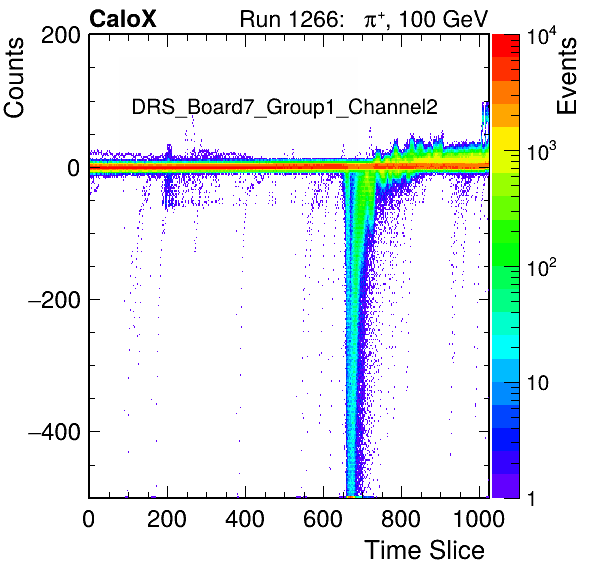 CaloX Run 1266: π⁺, 100 GeV
DRS_Board7_Group1_Channel2
Counts
200
0
−200
−400
0 200 400 600 800 1000
Time Slice
Events
10⁴
10³
10²
10
1